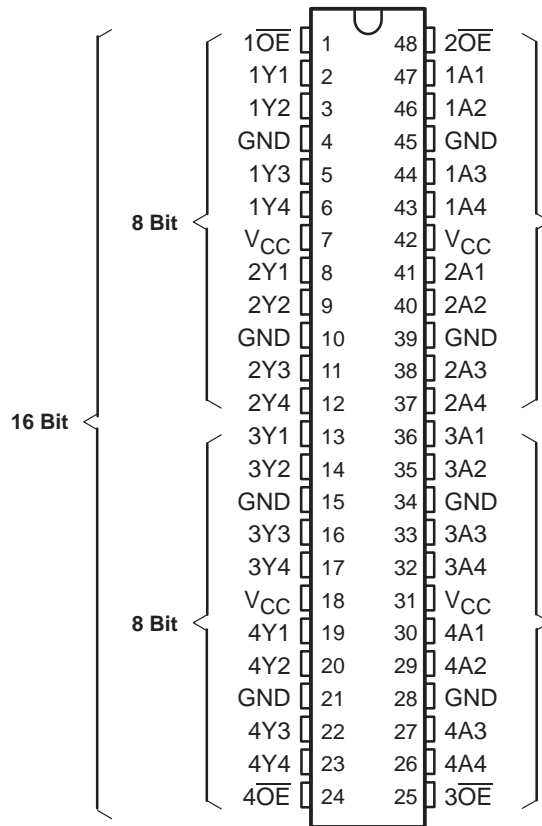 1O̅E̅ 1 48 2O̅E̅
1Y1 2 47 1A1
1Y2 3 46 1A2
GND 4 45 GND
1Y3 5 44 1A3
1Y4 6 43 1A4
8 Bit
VCC 7 42 VCC
2Y1 8 41 2A1
2Y2 9 40 2A2
GND 10 39 GND
2Y3 11 38 2A3
2Y4 12 37 2A4
16 Bit
3Y1 13 36 3A1
3Y2 14 35 3A2
GND 15 34 GND
3Y3 16 33 3A3
3Y4 17 32 3A4
VCC 18 31 VCC
8 Bit
4Y1 19 30 4A1
4Y2 20 29 4A2
GND 21 28 GND
4Y3 22 27 4A3
4Y4 23 26 4A4
4O̅E̅ 24 25 3O̅E̅